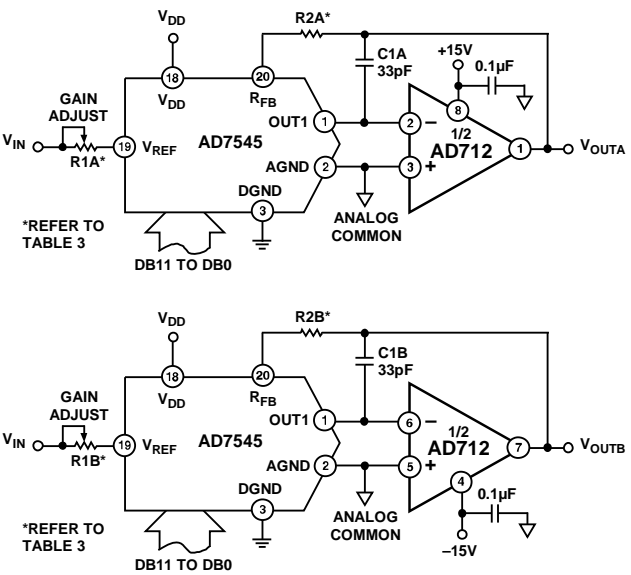 VDD
R2A*
18
VDD
20
RFB
C1A
33pF
+15V
0.1µF
8
GAIN
ADJUST
VIN
R1A*
19
VREF
AD7545
OUT1
1
2
−
1/2
AD712
1
VOUTA
AGND
2
3
+
DGND
3
ANALOG
COMMON
*REFER TO
TABLE 3
DB11 TO DB0
VDD
R2B*
18
VDD
20
RFB
C1B
33pF
GAIN
ADJUST
VIN
R1B*
19
VREF
AD7545
OUT1
1
6
−
1/2
AD712
7
VOUTB
AGND
2
5
+
4
0.1µF
−15V
DGND
3
ANALOG
COMMON
*REFER TO
TABLE 3
DB11 TO DB0